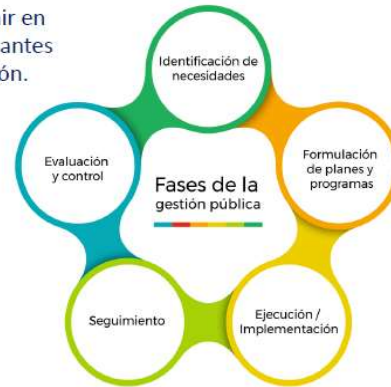 ir en
antes
ón.
Identificación de
necesidades
Formulación
de planes y
programas
Ejecución /
Implementación
Seguimiento
Evaluación
y control
Fases de la
gestión pública